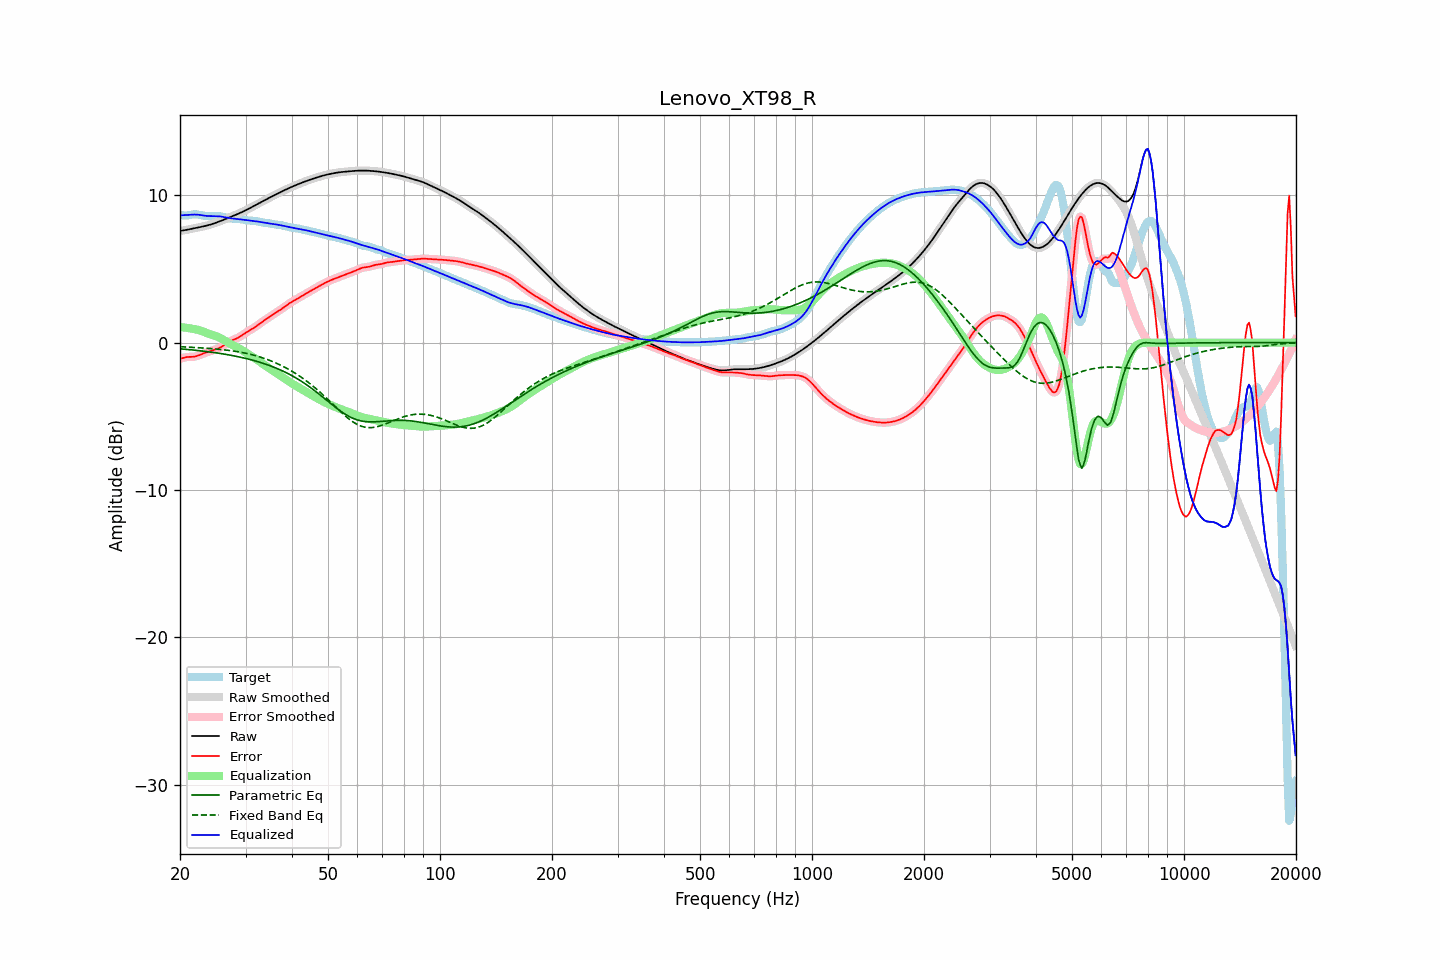 Lenovo_XT98_R
Amplitude (dBr)
10
0
−10
−20
−30
Target
Raw Smoothed
Error Smoothed
Raw
Error
Equalization
Parametric Eq
Fixed Band Eq
Equalized
20 50 100 200 500 1000 2000 5000 10000 20000
Frequency (Hz)